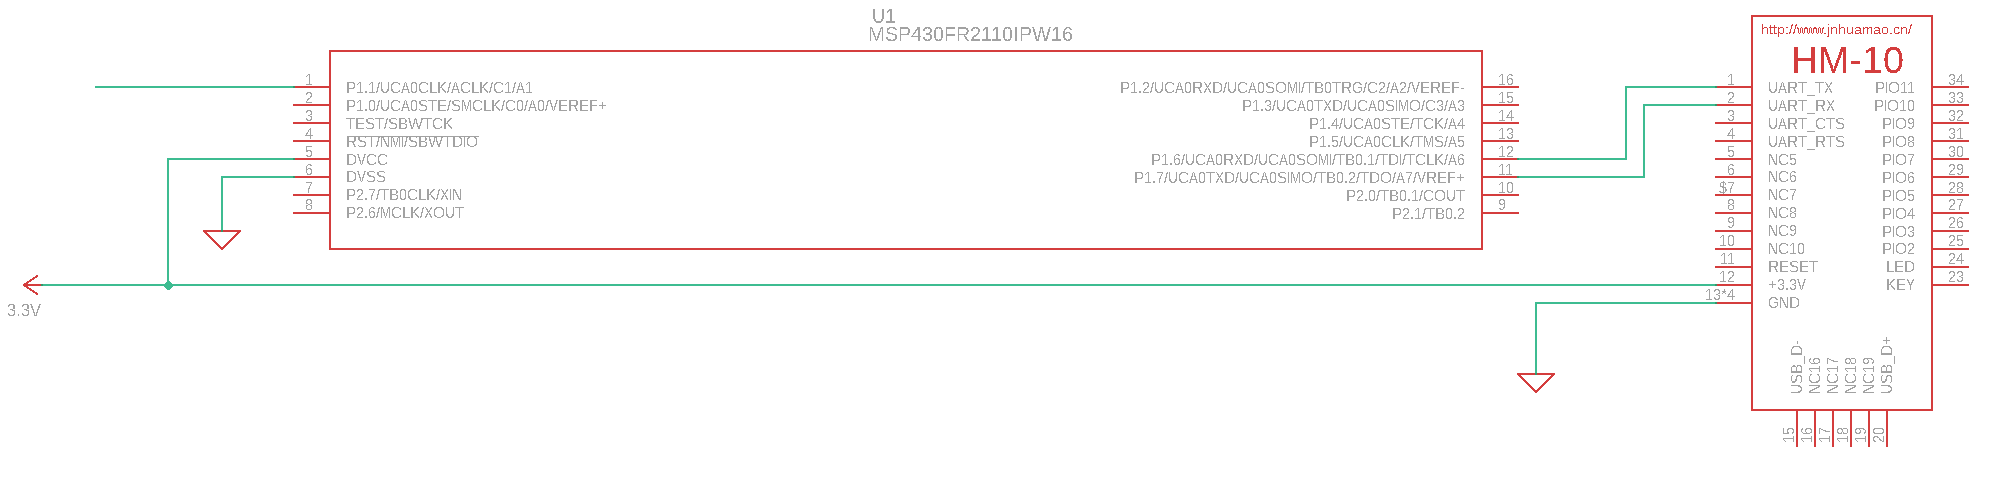 U1
MSP430FR2110IPW16
1 P1.1/UCA0CLK/ACLK/C1/A1
2 P1.0/UCA0STE/SMCLK/C0/A0/VEREF+
3 TEST/SBWTCK
4 RST/NMI/SBWTDIO
5 DVCC
6 DVSS
7 P2.7/TB0CLK/XIN
8 P2.6/MCLK/XOUT
P1.2/UCA0RXD/UCA0SOMI/TB0TRG/C2/A2/VEREF- 16
P1.3/UCA0TXD/UCA0SIMO/C3/A3 15
P1.4/UCA0STE/TCK/A4 14
P1.5/UCA0CLK/TMS/A5 13
P1.6/UCA0RXD/UCA0SOMI/TB0.1/TDI/TCLK/A6 12
P1.7/UCA0TXD/UCA0SIMO/TB0.2/TDO/A7/VREF+ 11
P2.0/TB0.1/COUT 10
P2.1/TB0.2 9
3.3V
http://www.jnhuamao.cn/
HM-10
1 UART_TX PIO11 34
2 UART_RX PIO10 33
3 UART_CTS PIO9 32
4 UART_RTS PIO8 31
5 NC5 PIO7 30
6 NC6 PIO6 29
$7 NC7 PIO5 28
8 NC8 PIO4 27
9 NC9 PIO3 26
10 NC10 PIO2 25
11 RESET LED 24
12 +3.3V KEY 23
13*4 GND
USB_D- 15
NC16 16
NC17 17
NC18 18
NC19 19
USB_D+ 20